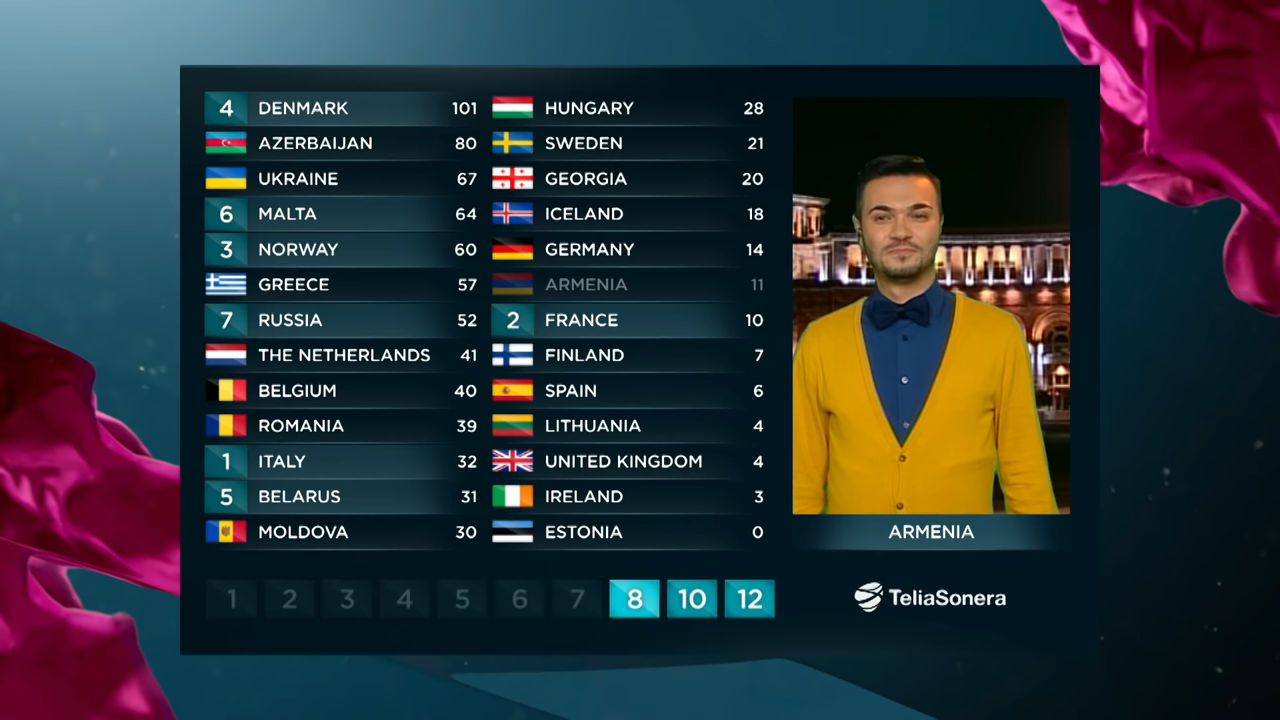 4 DENMARK 101
AZERBAIJAN 80
UKRAINE 67
6 MALTA 64
3 NORWAY 60
GREECE 57
7 RUSSIA 52
THE NETHERLANDS 41
BELGIUM 40
ROMANIA 39
1 ITALY 32
5 BELARUS 31
MOLDOVA 30
HUNGARY 28
SWEDEN 21
GEORGIA 20
ICELAND 18
GERMANY 14
ARMENIA 11
2 FRANCE 10
FINLAND 7
SPAIN 6
LITHUANIA 4
UNITED KINGDOM 4
IRELAND 3
ESTONIA 0
ARMENIA
1 2 3 4 5 6 7 8 10 12
TeliaSonera